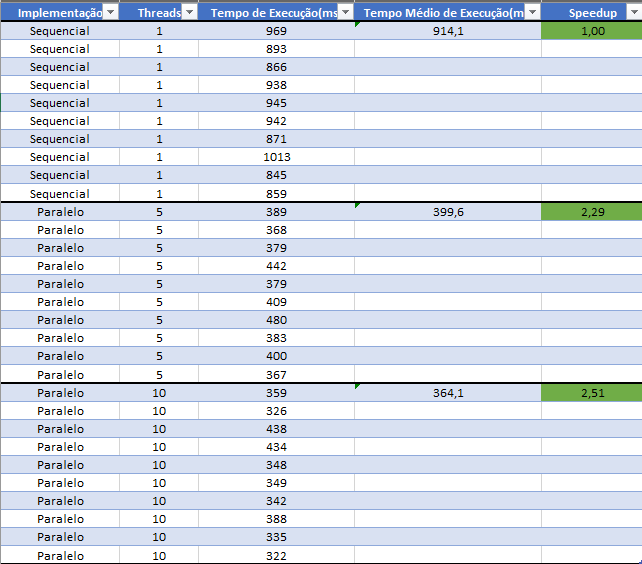 Implementação Threads Tempo de Execução(ms Tempo Médio de Execução(m Speedup
Sequencial 1 969 914,1 1,00
Sequencial 1 893
Sequencial 1 866
Sequencial 1 938
Sequencial 1 945
Sequencial 1 942
Sequencial 1 871
Sequencial 1 1013
Sequencial 1 845
Sequencial 1 859
Paralelo 5 389 399,6 2,29
Paralelo 5 368
Paralelo 5 379
Paralelo 5 442
Paralelo 5 379
Paralelo 5 409
Paralelo 5 480
Paralelo 5 383
Paralelo 5 400
Paralelo 5 367
Paralelo 10 359 364,1 2,51
Paralelo 10 326
Paralelo 10 438
Paralelo 10 434
Paralelo 10 348
Paralelo 10 349
Paralelo 10 342
Paralelo 10 388
Paralelo 10 335
Paralelo 10 322